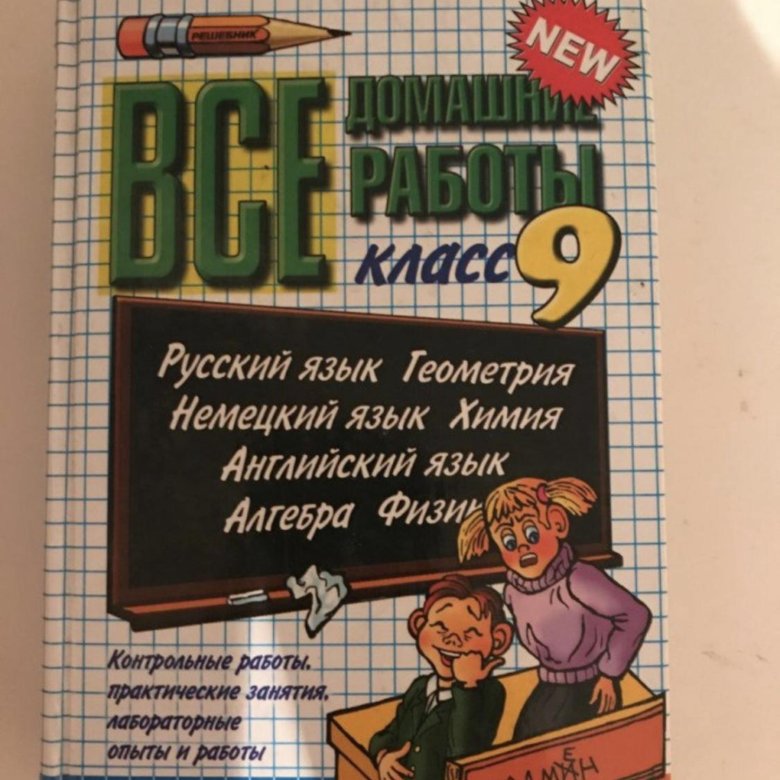 РЕШЕБНИК
NEW
ВСЕ ДОМАШНИЕ
РАБОТЫ
класс 9
Русский язык Геометрия
Немецкий язык Химия
Английский язык
Алгебра Физи
Контрольные работы,
практические занятия,
лабораторные
опыты и работы